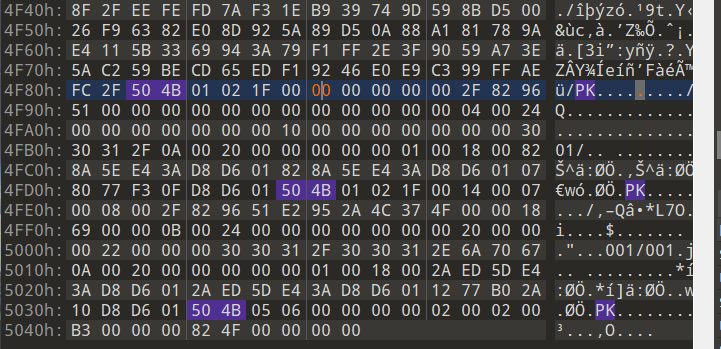 4F40h: 8F 2F EE FE FD 7A F3 1E B9 39 74 9D 59 8B D5 00 ./îþýzó.¹9t.Y‹
4F50h: 26 F9 63 82 E0 8D 92 5A 89 D5 0A 88 A1 81 78 9A &ùc‚à.’Z‰Õ.ˆ¡.
4F60h: E4 11 5B 33 69 94 3A 79 F1 FF 2E 3F 90 59 A7 3E ä.[3i”:yñÿ.?.Y
4F70h: 5A C2 59 BE CD 65 ED F1 92 46 E0 E9 C3 99 FF AE ZÂY¾Íeíñ’FàéÃ™
4F80h: FC 2F 50 4B 01 02 1F 00 00 00 00 00 00 2F 82 96 ü/PK........./
4F90h: 51 00 00 00 00 00 00 00 00 00 00 00 00 04 00 24 Q.............
4FA0h: 00 00 00 00 00 00 00 10 00 00 00 00 00 00 00 30 ..............
4FB0h: 30 31 2F 0A 00 20 00 00 00 00 00 01 00 18 00 82 01/.. ........
4FC0h: 8A 5E E4 3A D8 D6 01 82 8A 5E E4 3A D8 D6 01 07 Š^ä:ØÖ.‚Š^ä:ØÖ
4FD0h: 80 77 F3 0F D8 D6 01 50 4B 01 02 1F 00 14 00 07 €wó.ØÖ.PK.....
4FE0h: 00 08 00 2F 82 96 51 E2 95 2A 4C 37 4F 00 00 18 .../‚–Qâ•*L7O.
4FF0h: 69 00 00 0B 00 24 00 00 00 00 00 00 00 20 00 00 i....$.......
5000h: 00 22 00 00 00 30 30 31 2F 30 30 31 2E 6A 70 67 ."...001/001.j
5010h: 0A 00 20 00 00 00 00 00 01 00 18 00 2A ED 5D E4 .. .........*í
5020h: 3A D8 D6 01 2A ED 5D E4 3A D8 D6 01 12 77 B0 2A :ØÖ.*í]ä:ØÖ..w
5030h: 10 D8 D6 01 50 4B 05 06 00 00 00 00 02 00 02 00 .ØÖ.PK........
5040h: B3 00 00 00 82 4F 00 00 00 00 ³...‚O....